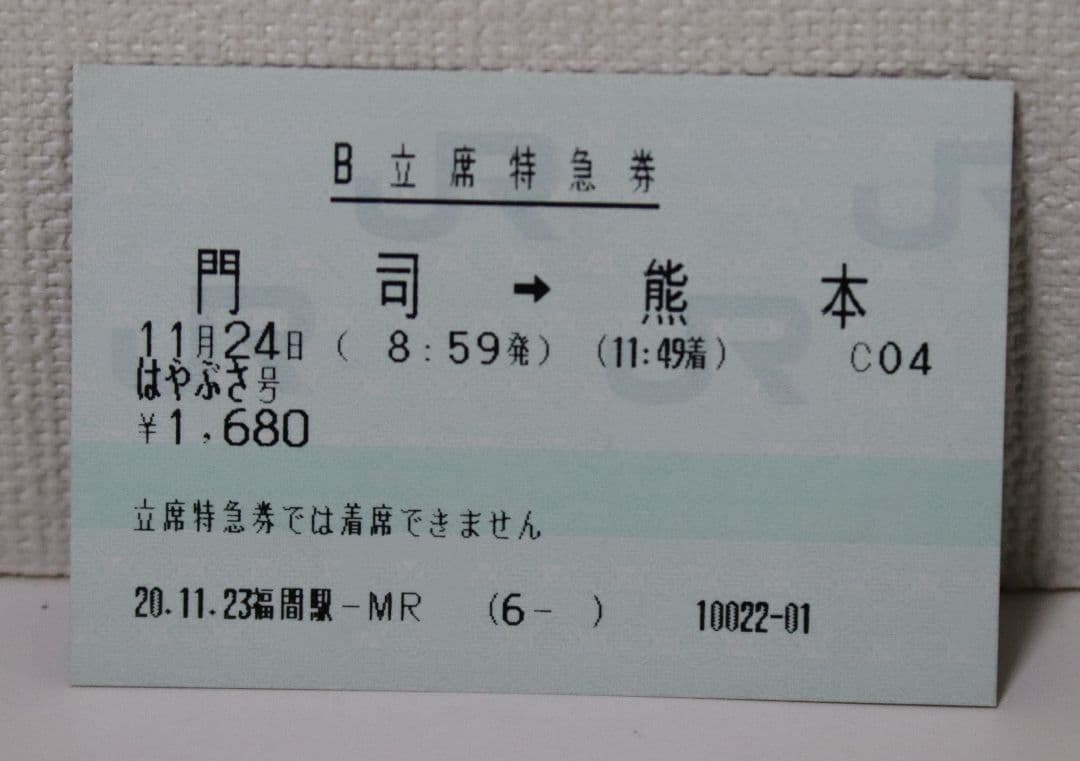 B 立席特急券
門司 → 熊本
11月24日 ( 8:59発) (11:49着) C04
はやぶさ号
¥1,680
立席特急券では着席できません
20.11.23福間駅-MR (6- ) 10022-01